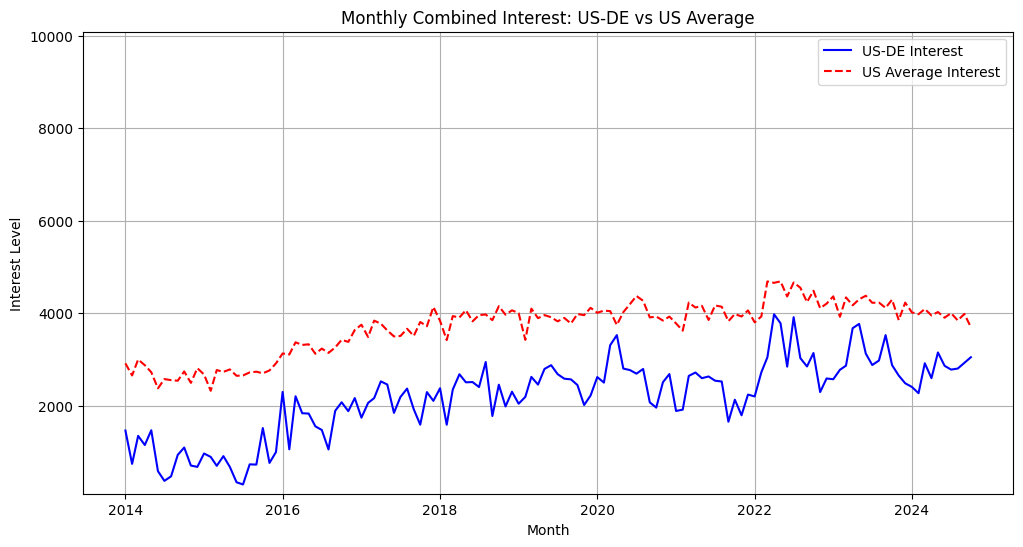 Monthly Combined Interest: US-DE vs US Average
US-DE Interest
US Average Interest
Interest Level
10000
8000
6000
4000
2000
2014 2016 2018 2020 2022 2024
Month